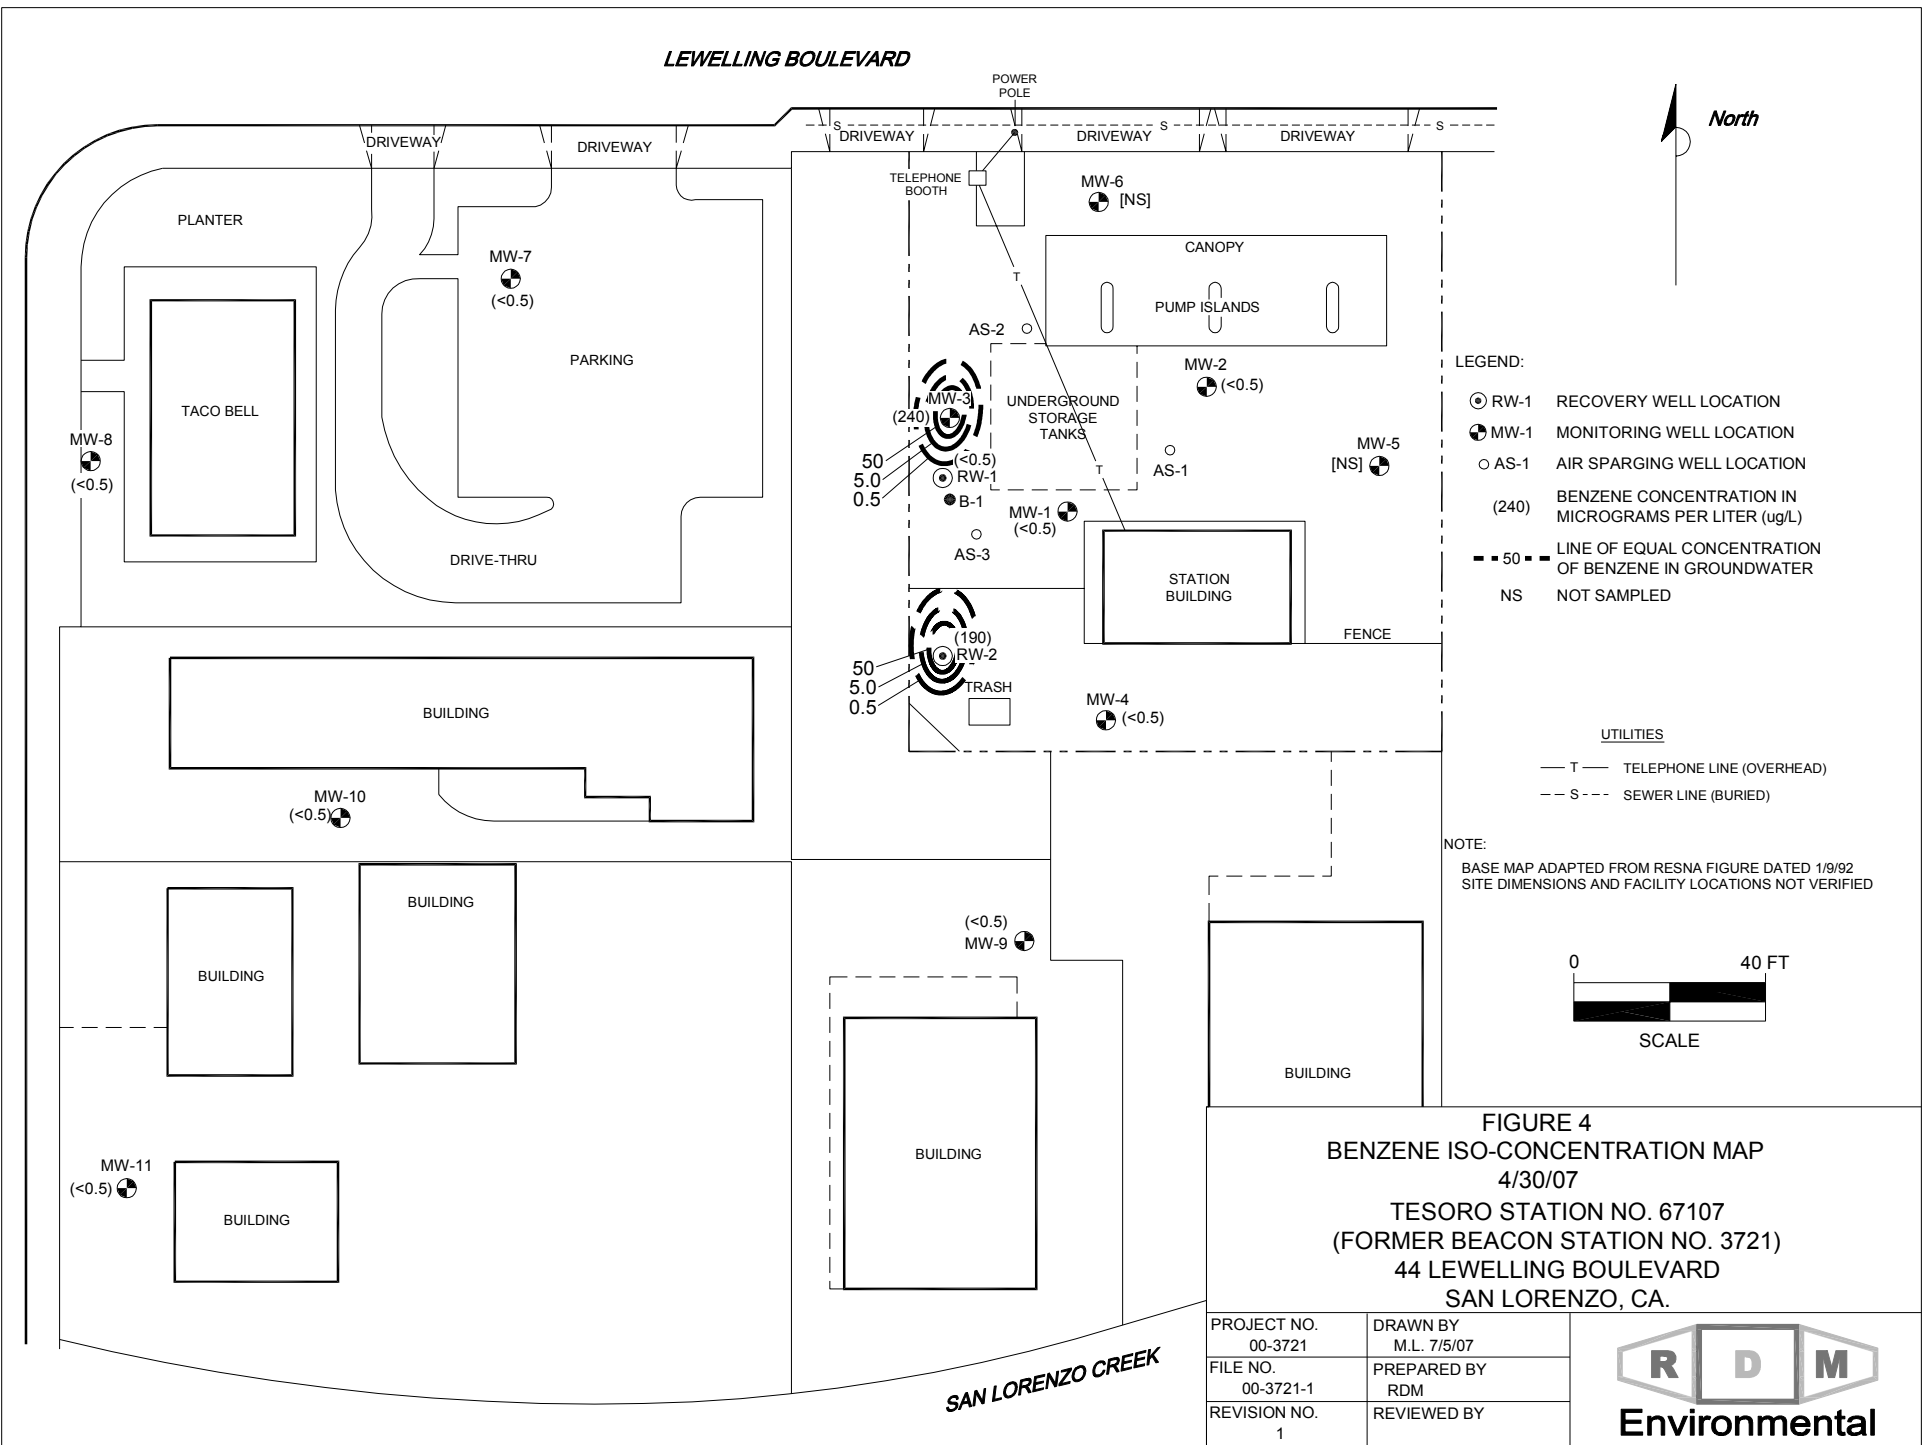 LEWELLING BOULEVARD
POWER
POLE
North
S
S
S
DRIVEWAY
DRIVEWAY
DRIVEWAY
DRIVEWAY
DRIVEWAY
TELEPHONE
BOOTH
MW-6
[NS]
PLANTER
CANOPY
MW-7
(<0.5)
T
PUMP ISLANDS
AS-2
PARKING
MW-2
(<0.5)
TACO BELL
MW-3
(240)
UNDERGROUND
STORAGE
TANKS
MW-8
(<0.5)
MW-5
[NS]
50
5.0
0.5
(<0.5)
RW-1
T
AS-1
B-1
MW-1
(<0.5)
AS-3
DRIVE-THRU
STATION
BUILDING
FENCE
(190)
RW-2
50
5.0
0.5
TRASH
MW-4
(<0.5)
BUILDING
MW-10
(<0.5)
BUILDING
BUILDING
(<0.5)
MW-9
BUILDING
BUILDING
MW-11
(<0.5)
BUILDING
SAN LORENZO CREEK
LEGEND:
RW-1 RECOVERY WELL LOCATION
MW-1 MONITORING WELL LOCATION
AS-1 AIR SPARGING WELL LOCATION
(240) BENZENE CONCENTRATION IN
MICROGRAMS PER LITER (ug/L)
50 LINE OF EQUAL CONCENTRATION
OF BENZENE IN GROUNDWATER
NS NOT SAMPLED
UTILITIES
T TELEPHONE LINE (OVERHEAD)
S SEWER LINE (BURIED)
NOTE:
BASE MAP ADAPTED FROM RESNA FIGURE DATED 1/9/92
SITE DIMENSIONS AND FACILITY LOCATIONS NOT VERIFIED
0 40 FT
SCALE
FIGURE 4
BENZENE ISO-CONCENTRATION MAP
4/30/07
TESORO STATION NO. 67107
(FORMER BEACON STATION NO. 3721)
44 LEWELLING BOULEVARD
SAN LORENZO, CA.
PROJECT NO.
00-3721
DRAWN BY
M.L. 7/5/07
FILE NO.
00-3721-1
PREPARED BY
RDM
REVISION NO.
1
REVIEWED BY
R D M
Environmental